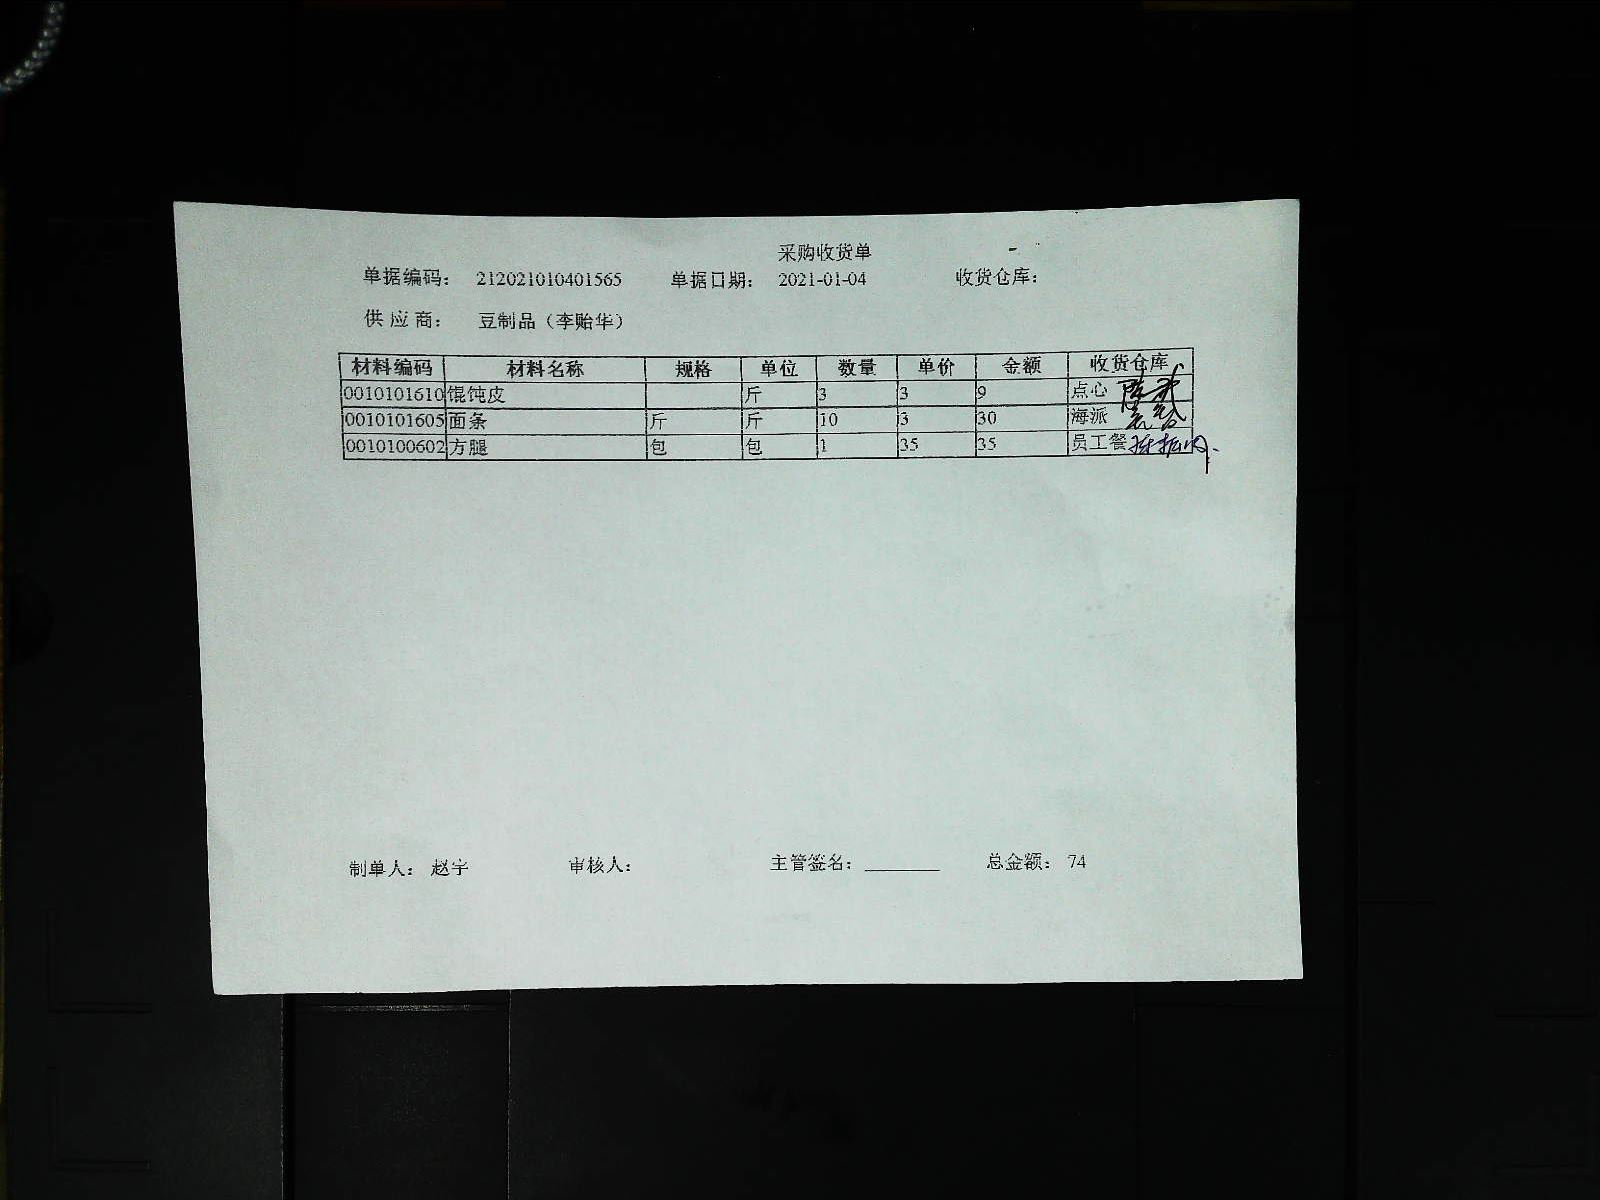 采购收货单
单据编码： 212021010401565 单据日期： 2021-01-04 收货仓库：
供应商： 豆制品（李贻华）
材料编码 材料名称 规格 单位 数量 单价 金额 收货仓库
0010101610 馄饨皮 斤 3 3 9 点心
0010101605 面条 斤 斤 10 3 30 海派
0010100602 方腿 包 包 1 35 35 员工餐
制单人： 赵宇 审核人： 主管签名： 总金额： 74